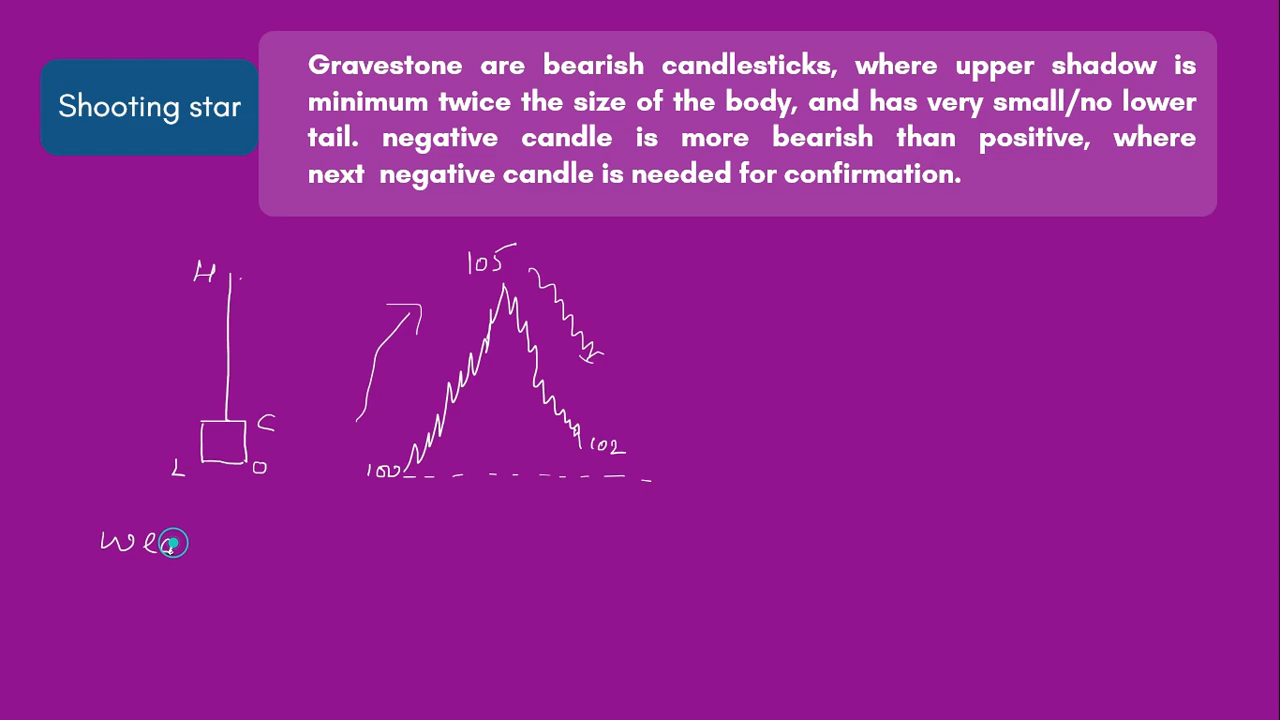 Shooting star
Gravestone are bearish candlesticks, where upper shadow is
minimum twice the size of the body, and has very small/no lower
tail. negative candle is more bearish than positive, where
next negative candle is needed for confirmation.
H
105
C
L
O
100
102
wea